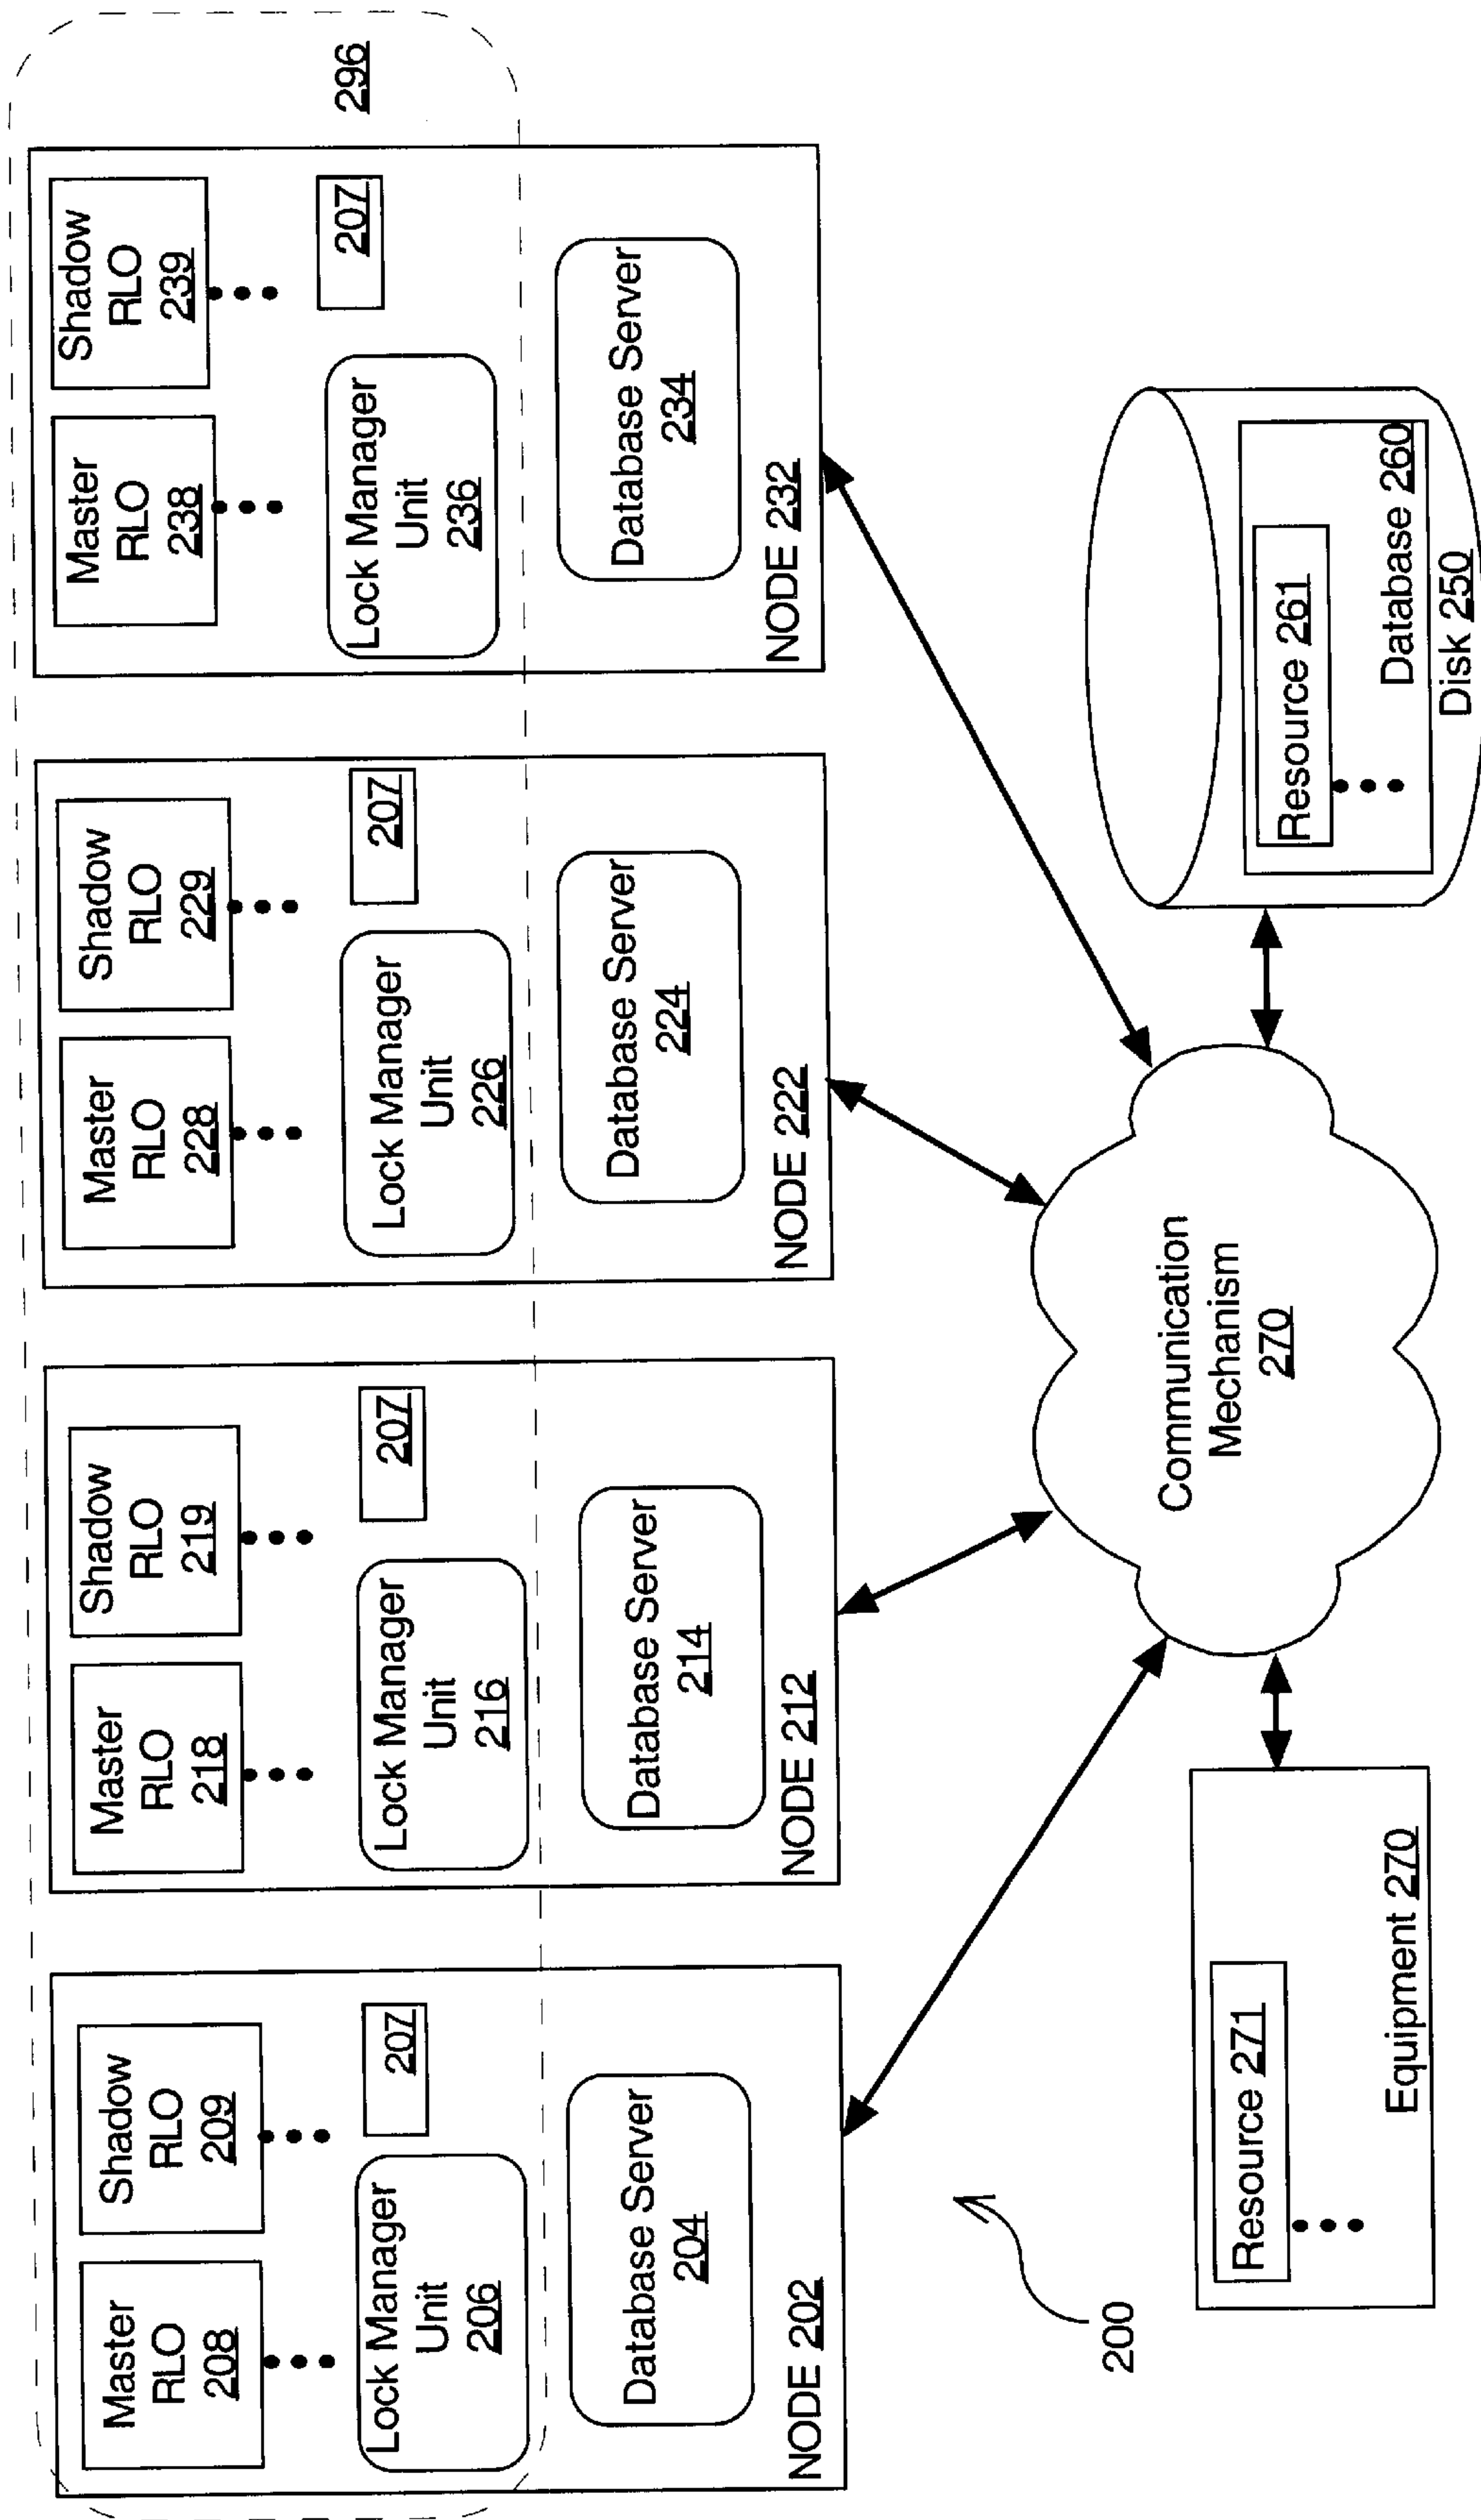 Master
RLO
208
Shadow
RLO
209
Lock Manager
Unit
206
207
Database Server
204
NODE 202
Master
RLO
218
Shadow
RLO
219
Lock Manager
Unit
216
207
Database Server
214
NODE 212
Master
RLO
228
Shadow
RLO
229
Lock Manager
Unit
226
207
Database Server
224
NODE 222
Master
RLO
238
Shadow
RLO
239
Lock Manager
Unit
236
207
Database Server
234
NODE 232
296
200
Communication
Mechanism
270
Resource 271
Equipment 270
Resource 261
Database 260
Disk 250